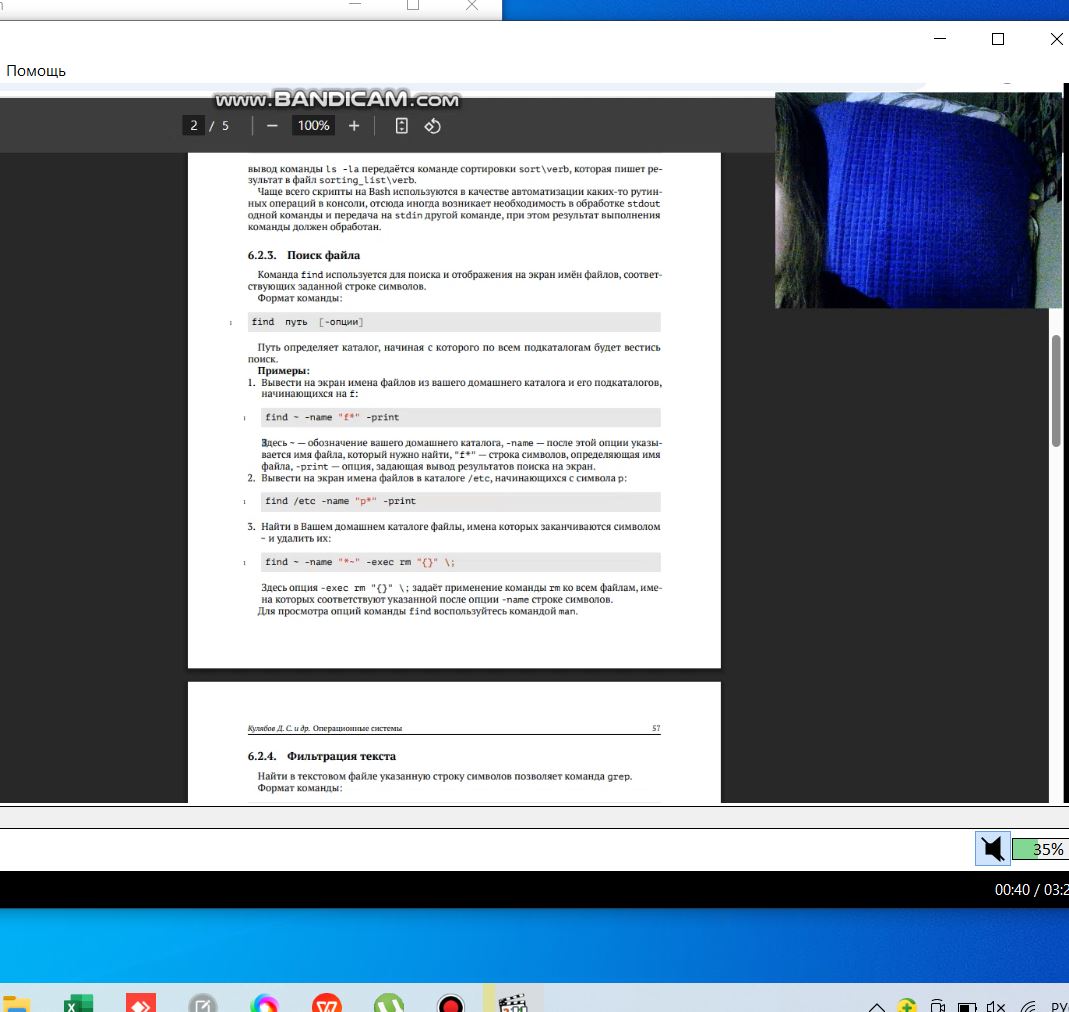 Помощь
www.BANDICAM.com
2 / 5
100%
вывод команды ls -la передаётся команде сортировки sort\verb, которая пишет ре-
зультат в файл sorting_list\verb.
Чаще всего скрипты на Bash используются в качестве автоматизации каких-то рутин-
ных операций в консоли, отсюда иногда возникает необходимость в обработке stdout
одной команды и передача на stdin другой команде, при этом результат выполнения
команды должен обработан.
6.2.3. Поиск файла
Команда find используется для поиска и отображения на экран имён файлов, соответ-
ствующих заданной строке символов.
Формат команды:
1 find путь [-опции]
Путь определяет каталог, начиная с которого по всем подкаталогам будет вестись
поиск.
Примеры:
1. Вывести на экран имена файлов из вашего домашнего каталога и его подкаталогов,
начинающихся на f:
1 find ~ -name "f*" -print
Здесь ~ — обозначение вашего домашнего каталога, -name — после этой опции указы-
вается имя файла, который нужно найти, "f*" — строка символов, определяющая имя
файла, -print — опция, задающая вывод результатов поиска на экран.
2. Вывести на экран имена файлов в каталоге /etc, начинающихся с символа p:
1 find /etc -name "p*" -print
3. Найти в Вашем домашнем каталоге файлы, имена которых заканчиваются символом
~ и удалить их:
1 find ~ -name "*~" -exec rm "{}" \;
Здесь опция -exec rm "{}" \; задаёт применение команды rm ко всем файлам, име-
на которых соответствуют указанной после опции -name строке символов.
Для просмотра опций команды find воспользуйтесь командой man.
Кулябов Д. С. и др. Операционные системы 57
6.2.4. Фильтрация текста
Найти в текстовом файле указанную строку символов позволяет команда grep.
Формат команды:
35%
00:40 / 03:2
РУ